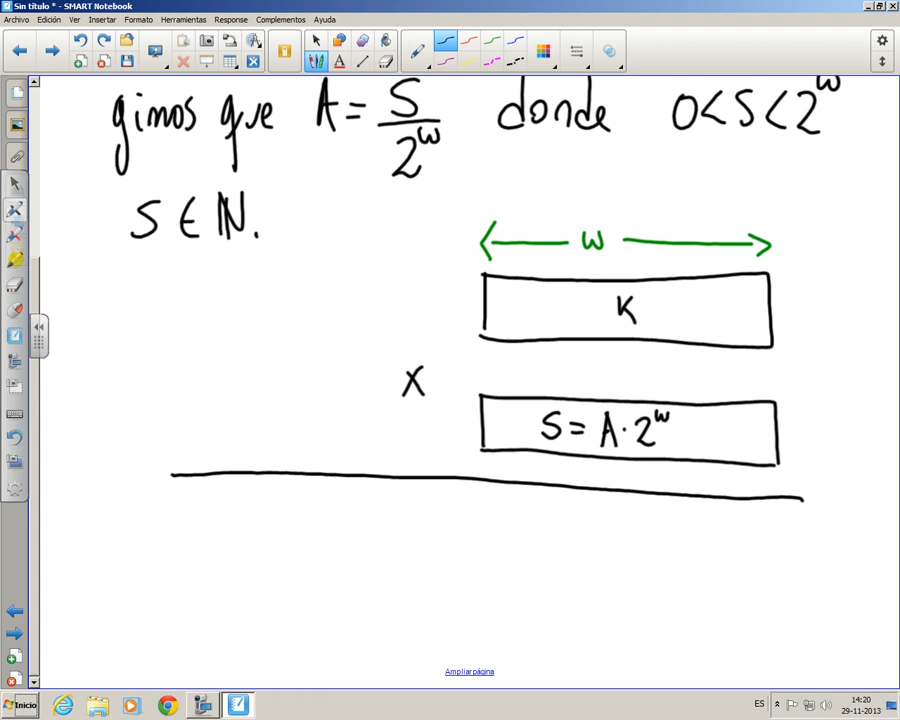 Sin título * - SMART Notebook
Archivo Edición Ver Insertar Formato Herramientas Response Complementos Ayuda
gimos que A = S / 2^w donde 0 < S < 2^w
S ∈ ℕ.
w
K
X
S = A · 2^w
Ampliar página
Inicio
ES
14:20
29-11-2013